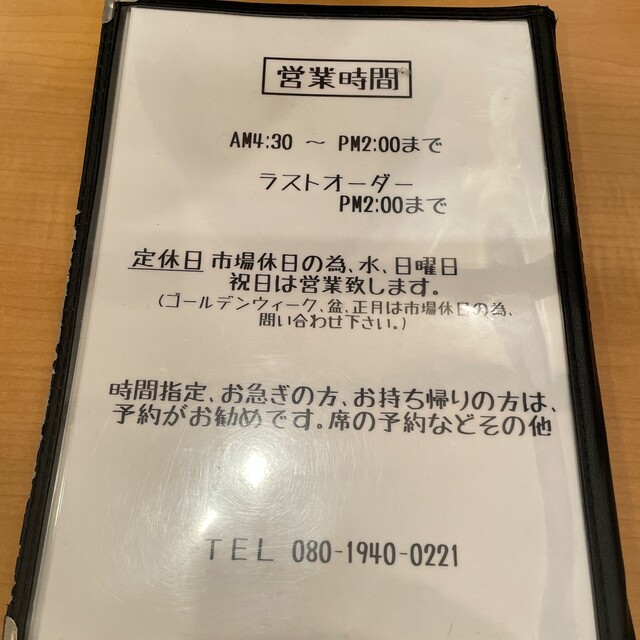 営業時間
AM4:30 ～ PM2:00まで
ラストオーダー
PM2:00まで
定休日 市場休日の為、水、日曜日
祝日は営業致します。
(ゴールデンウィーク、盆、正月は市場休日の為、
問い合わせ下さい。)
時間指定、お急ぎの方、お持ち帰りの方は、
予約がお勧めです。席の予約などその他
TEL 080-1940-0221